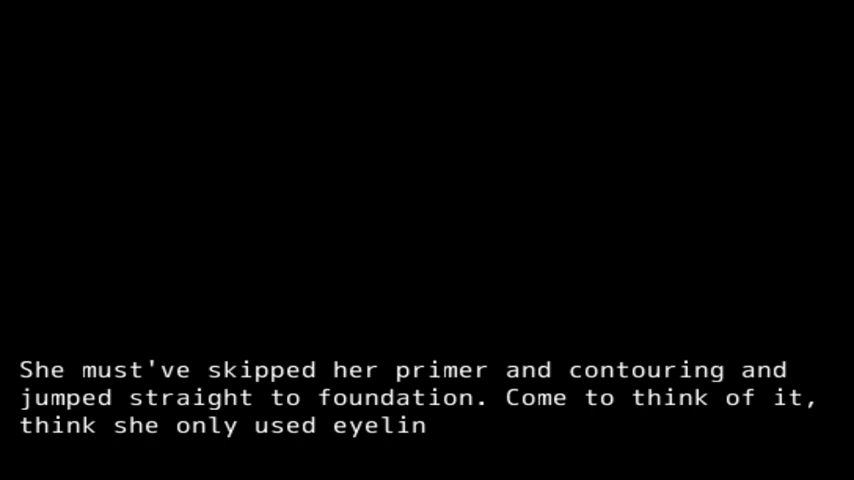 She must've skipped her primer and contouring and
jumped straight to foundation. Come to think of it,
think she only used eyelin